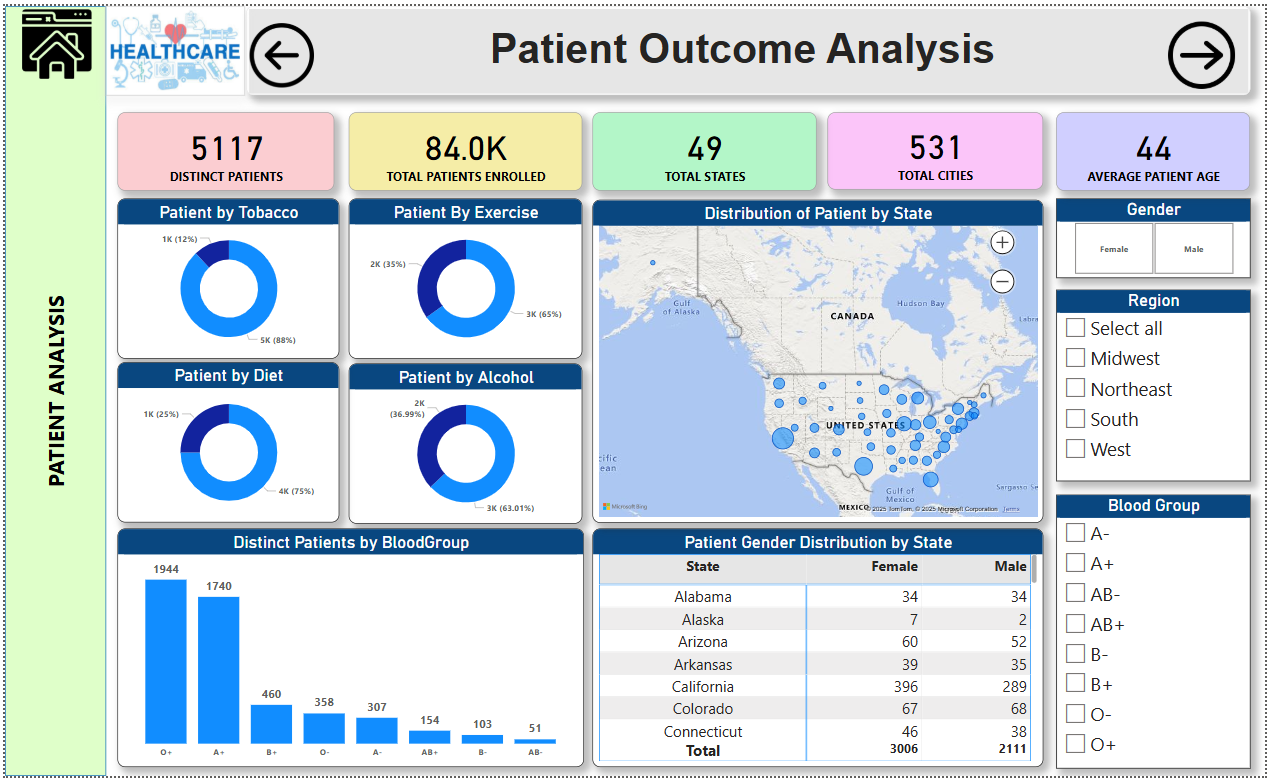 HEALTHCARE
Patient Outcome Analysis
PATIENT ANALYSIS
5117
DISTINCT PATIENTS
84.0K
TOTAL PATIENTS ENROLLED
49
TOTAL STATES
531
TOTAL CITIES
44
AVERAGE PATIENT AGE
Patient by Tobacco
1K (12%)
5K (88%)
Patient By Exercise
2K (35%)
3K (65%)
Patient by Diet
1K (25%)
4K (75%)
Patient by Alcohol
2K
(36.99%)
3K (63.01%)
Distribution of Patient by State
Gulf
of Alaska
Hudson Bay
CANADA
Labra
UNITED STATES
cific
ean
Gulf of
Mexico
Sargasso Se
MEXICO
Microsoft Bing
© 2025 TomTom, © 2025 Microsoft Corporation Terms
Gender
Female Male
Region
Select all
Midwest
Northeast
South
West
Blood Group
A-
A+
AB-
AB+
B-
B+
O-
O+
Distinct Patients by BloodGroup
1944
1740
460
358
307
154
103
51
O+ A+ B+ O- A- AB+ B- AB-
Patient Gender Distribution by State
State Female Male
Alabama 34 34
Alaska 7 2
Arizona 60 52
Arkansas 39 35
California 396 289
Colorado 67 68
Connecticut 46 38
Total 3006 2111